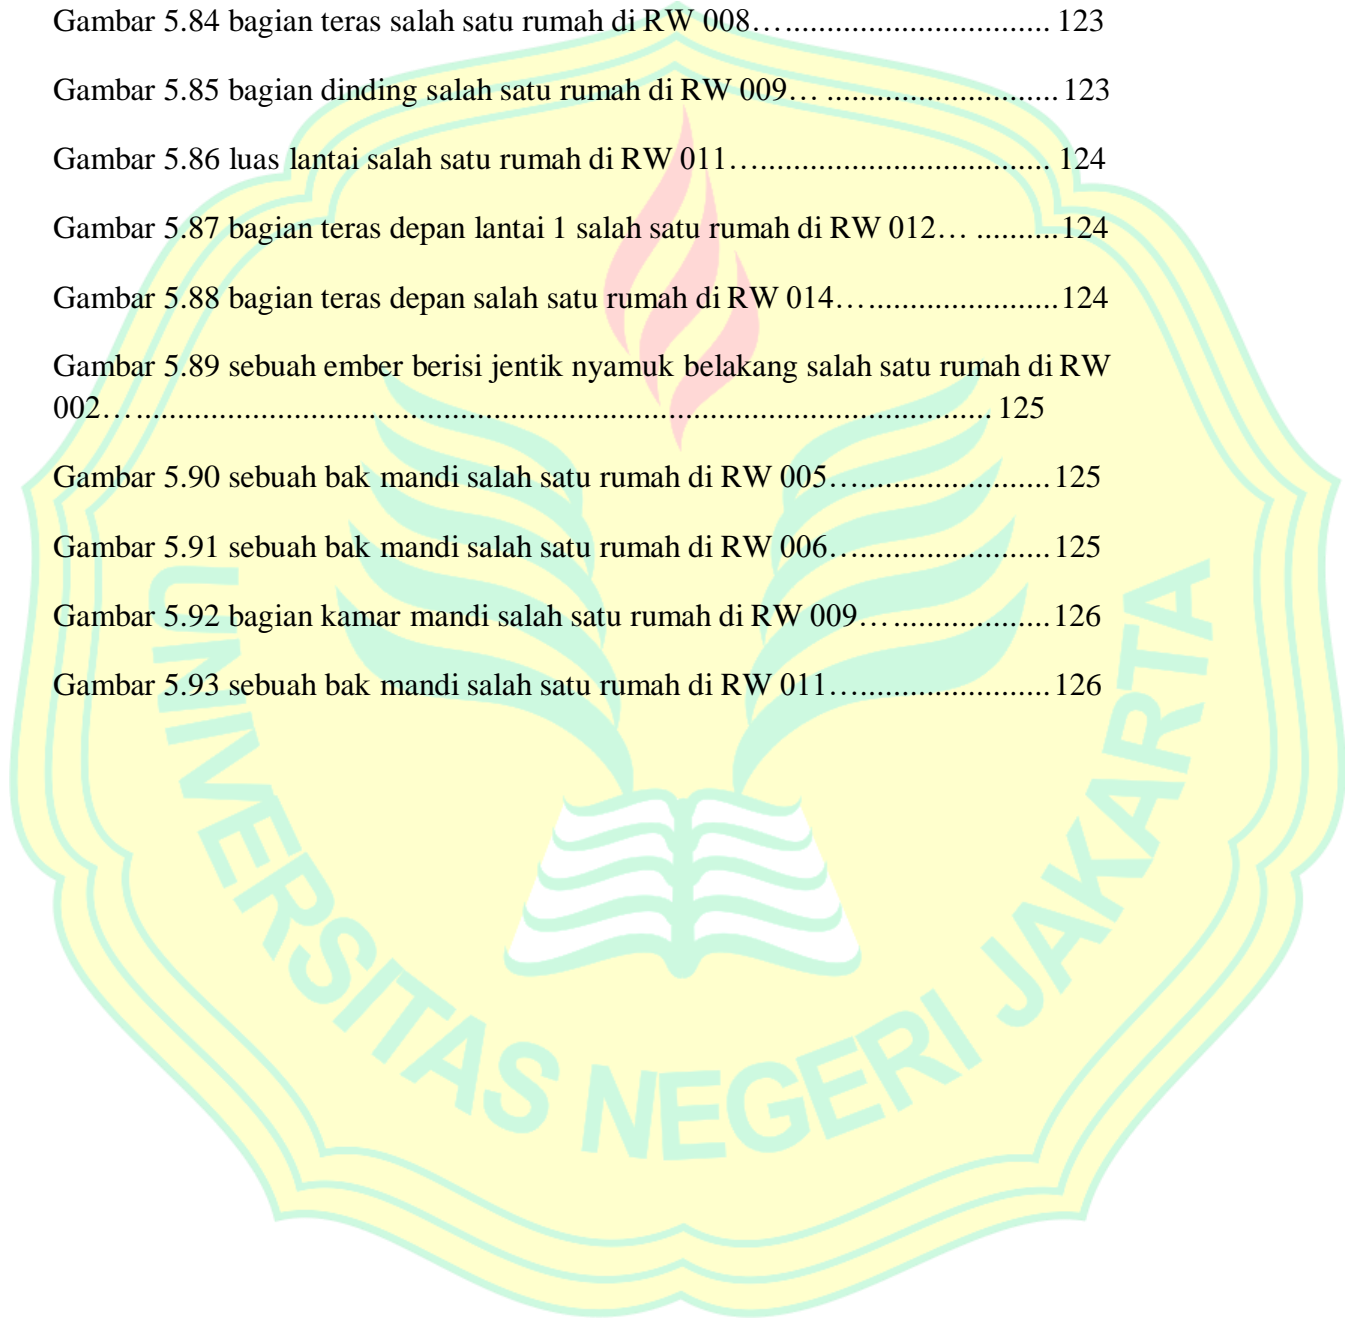 Gambar 5.84 bagian teras salah satu rumah di RW 008…................................ 123
Gambar 5.85 bagian dinding salah satu rumah di RW 009… ............................ 123
Gambar 5.86 luas lantai salah satu rumah di RW 011…................................... 124
Gambar 5.87 bagian teras depan lantai 1 salah satu rumah di RW 012… .......... 124
Gambar 5.88 bagian teras depan salah satu rumah di RW 014…....................... 124
Gambar 5.89 sebuah ember berisi jentik nyamuk belakang salah satu rumah di RW
002… ........................................................................................................ 125
Gambar 5.90 sebuah bak mandi salah satu rumah di RW 005…....................... 125
Gambar 5.91 sebuah bak mandi salah satu rumah di RW 006…....................... 125
Gambar 5.92 bagian kamar mandi salah satu rumah di RW 009… ................... 126
Gambar 5.93 sebuah bak mandi salah satu rumah di RW 011…....................... 126
UNIVERSITAS NEGERI JAKARTA